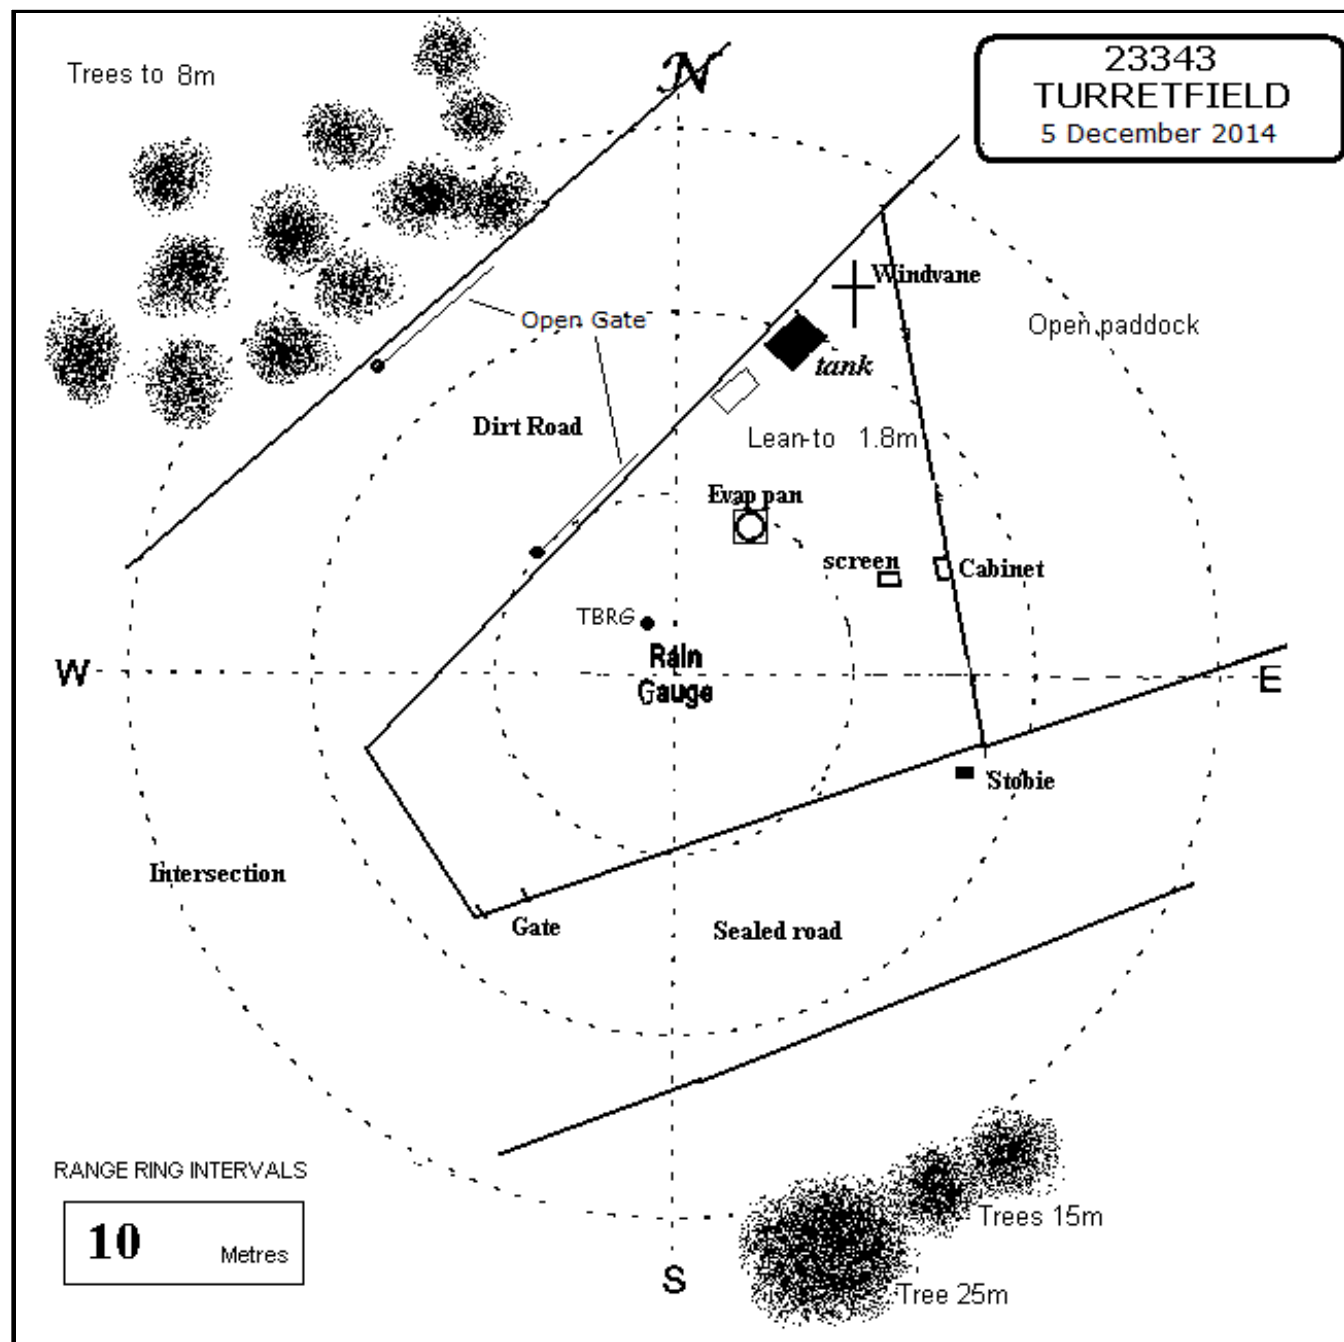 Trees to 8m
N
23343
TURRETFIELD
5 December 2014
Windvane
Open Gate
Open paddock
tank
Dirt Road
Lean-to 1.8m
Evap pan
screen
Cabinet
TBRG
Rain
Gauge
W
E
Stobie
Intersection
Gate
Sealed road
RANGE RING INTERVALS
10 Metres
Trees 15m
S
Tree 25m